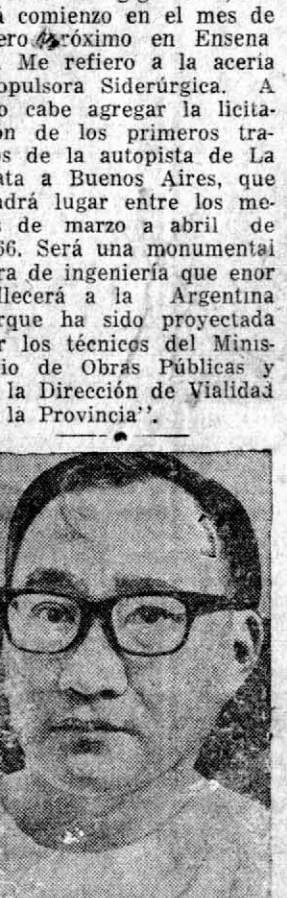 á comienzo en el mes de
ero próximo en Ensena
. Me refiero a la acería
opulsora Siderúrgica. A
o cabe agregar la licita-
ón de los primeros tra-
os de la autopista de La
ata a Buenos Aires, que
ndrá lugar entre los me-
s de marzo a abril de
66. Será una monumental
ra de ingeniería que enor
llecerá a la Argentina
rque ha sido proyectada
r los técnicos del Minis-
io de Obras Públicas y
la Dirección de Vialidad
la Provincia".